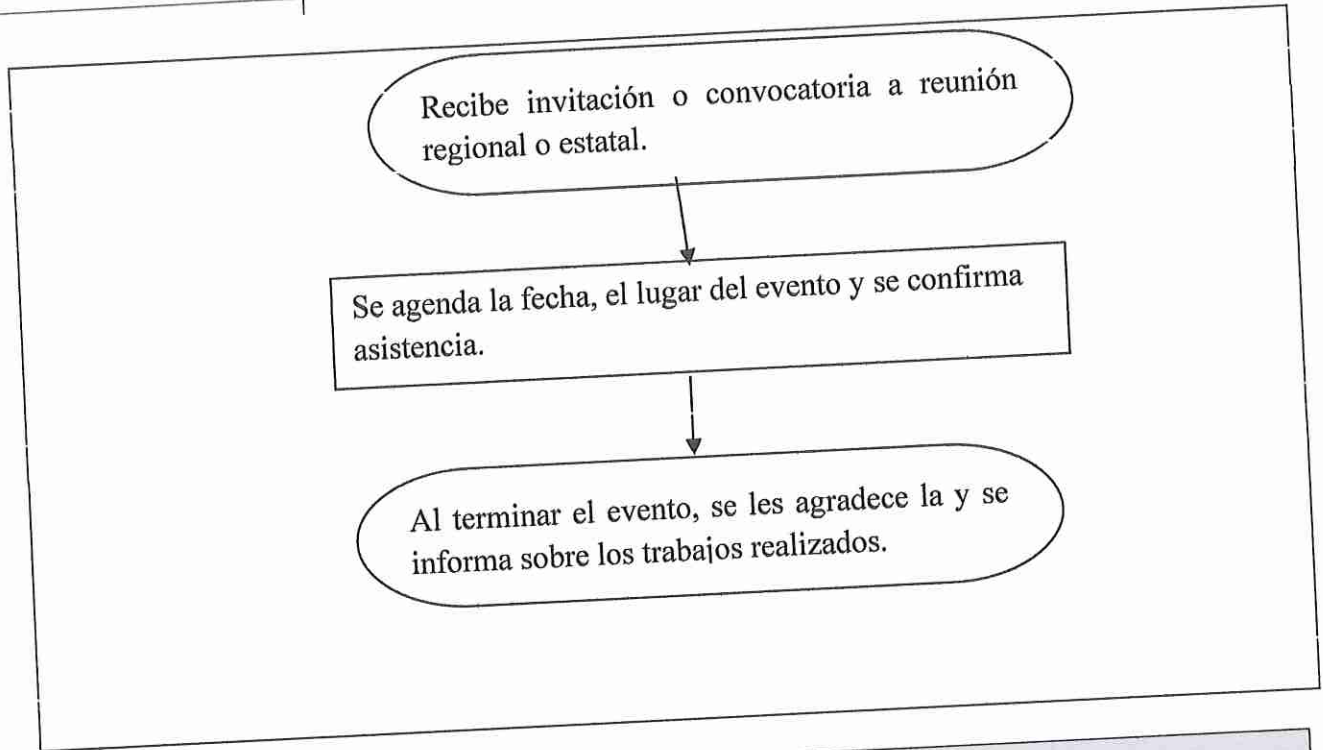 Recibe invitación o convocatoria a reunión
regional o estatal.
Se agenda la fecha, el lugar del evento y se confirma
asistencia.
Al terminar el evento, se les agradece la y se
informa sobre los trabajos realizados.